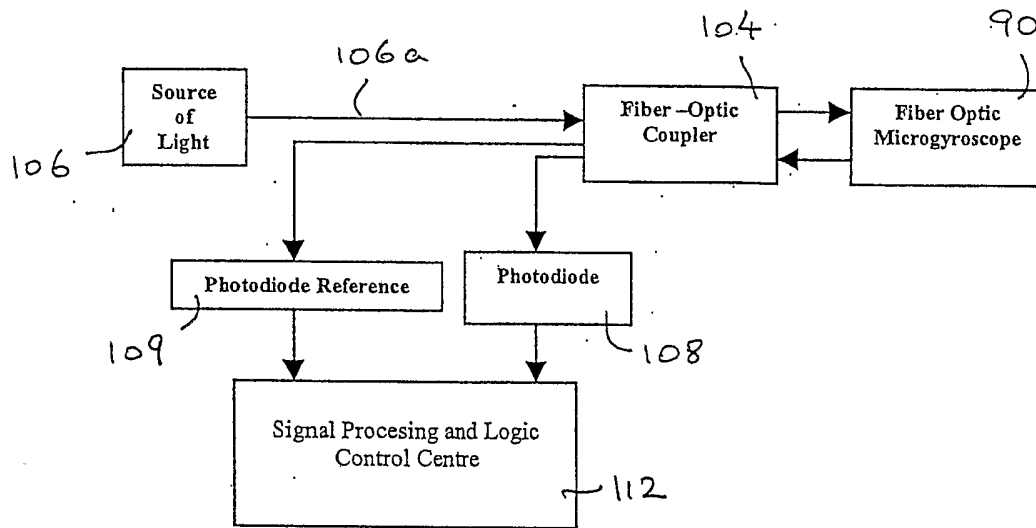 104
90
106a
Source
of
Light
Fiber –Optic
Coupler
Fiber Optic
Microgyroscope
106
Photodiode Reference
Photodiode
109
108
Signal Procesing and Logic
Control Centre
112